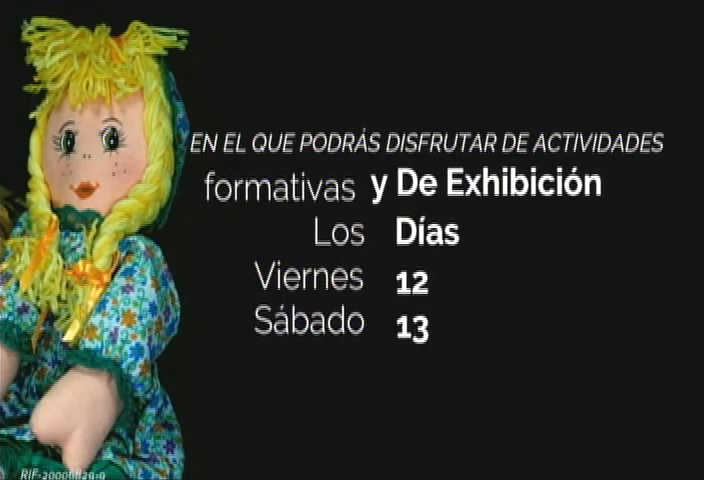 EN EL QUE PODRÁS DISFRUTAR DE ACTIVIDADES
formativas y De Exhibición
Los Días
Viernes 12
Sábado 13